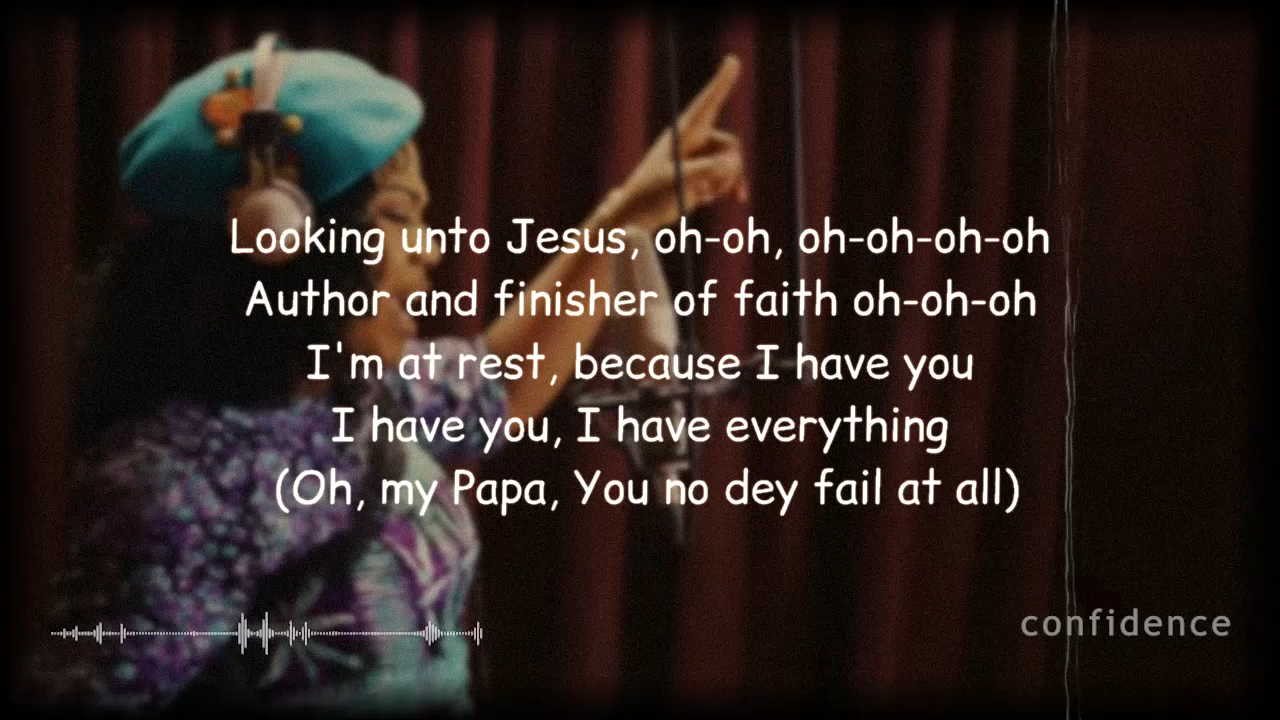 Looking unto Jesus, oh-oh, oh-oh-oh-oh
Author and finisher of faith oh-oh-oh
I'm at rest, because I have you
I have you, I have everything
(Oh, my Papa, You no dey fail at all)
confidence